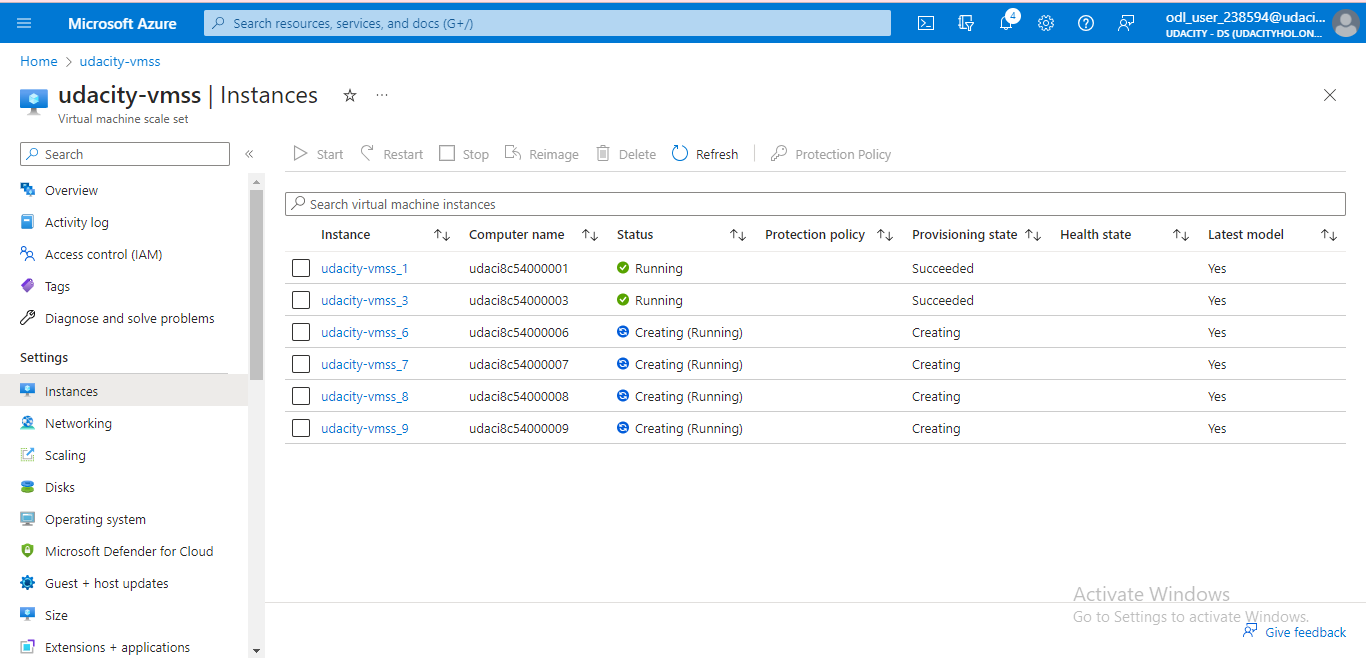 Microsoft Azure
Search resources, services, and docs (G+/)
4
odl_user_238594@udaci...
UDACITY - DS (UDACITYHOL.ON...
Home > udacity-vmss
udacity-vmss | Instances
Virtual machine scale set
Search
Start Restart Stop Reimage Delete Refresh Protection Policy
Search virtual machine instances
Instance Computer name Status Protection policy Provisioning state Health state Latest model
udacity-vmss_1 udaci8c54000001 Running Succeeded Yes
udacity-vmss_3 udaci8c54000003 Running Succeeded Yes
udacity-vmss_6 udaci8c54000006 Creating (Running) Creating Yes
udacity-vmss_7 udaci8c54000007 Creating (Running) Creating Yes
udacity-vmss_8 udaci8c54000008 Creating (Running) Creating Yes
udacity-vmss_9 udaci8c54000009 Creating (Running) Creating Yes
Overview
Activity log
Access control (IAM)
Tags
Diagnose and solve problems
Settings
Instances
Networking
Scaling
Disks
Operating system
Microsoft Defender for Cloud
Guest + host updates
Size
Extensions + applications
Activate Windows
Go to Settings to activate Windows.
Give feedback